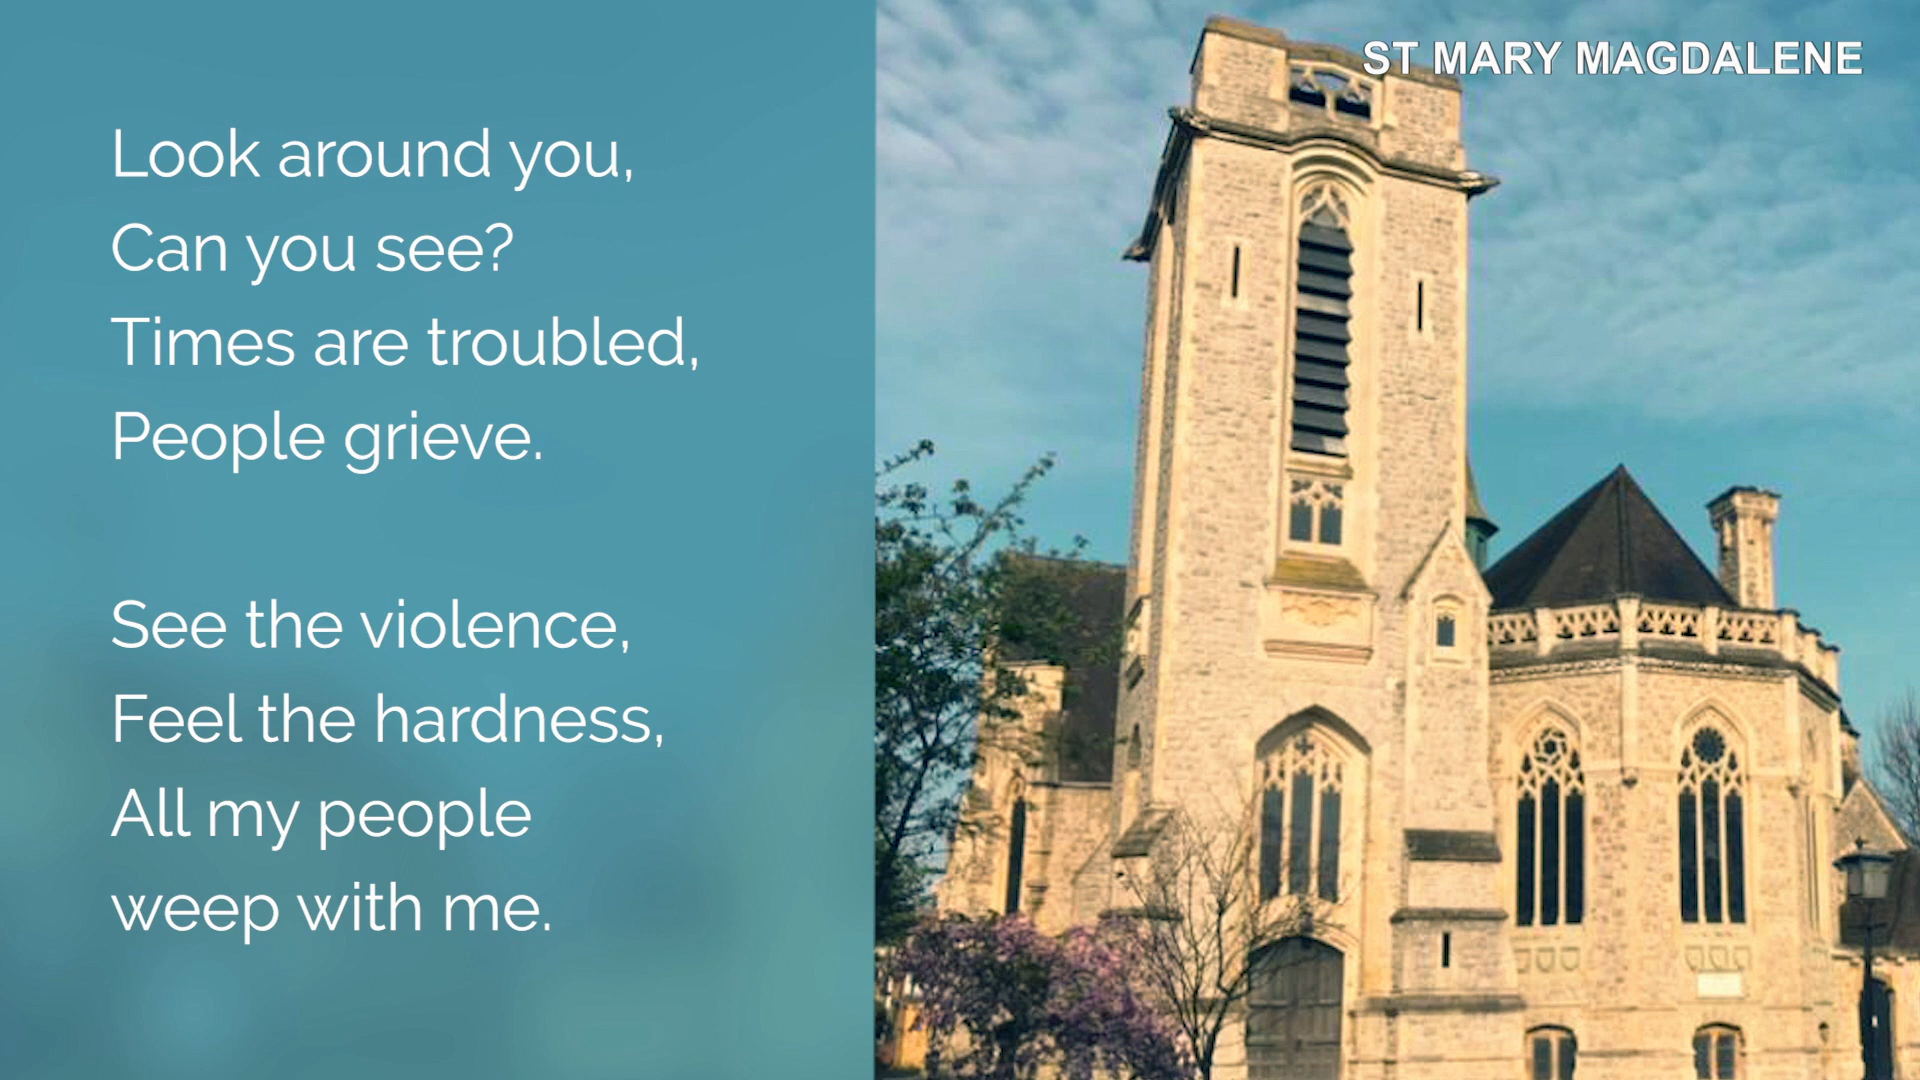 Look around you,
Can you see?
Times are troubled,
People grieve.
See the violence,
Feel the hardness,
All my people
weep with me.
ST MARY MAGDALENE